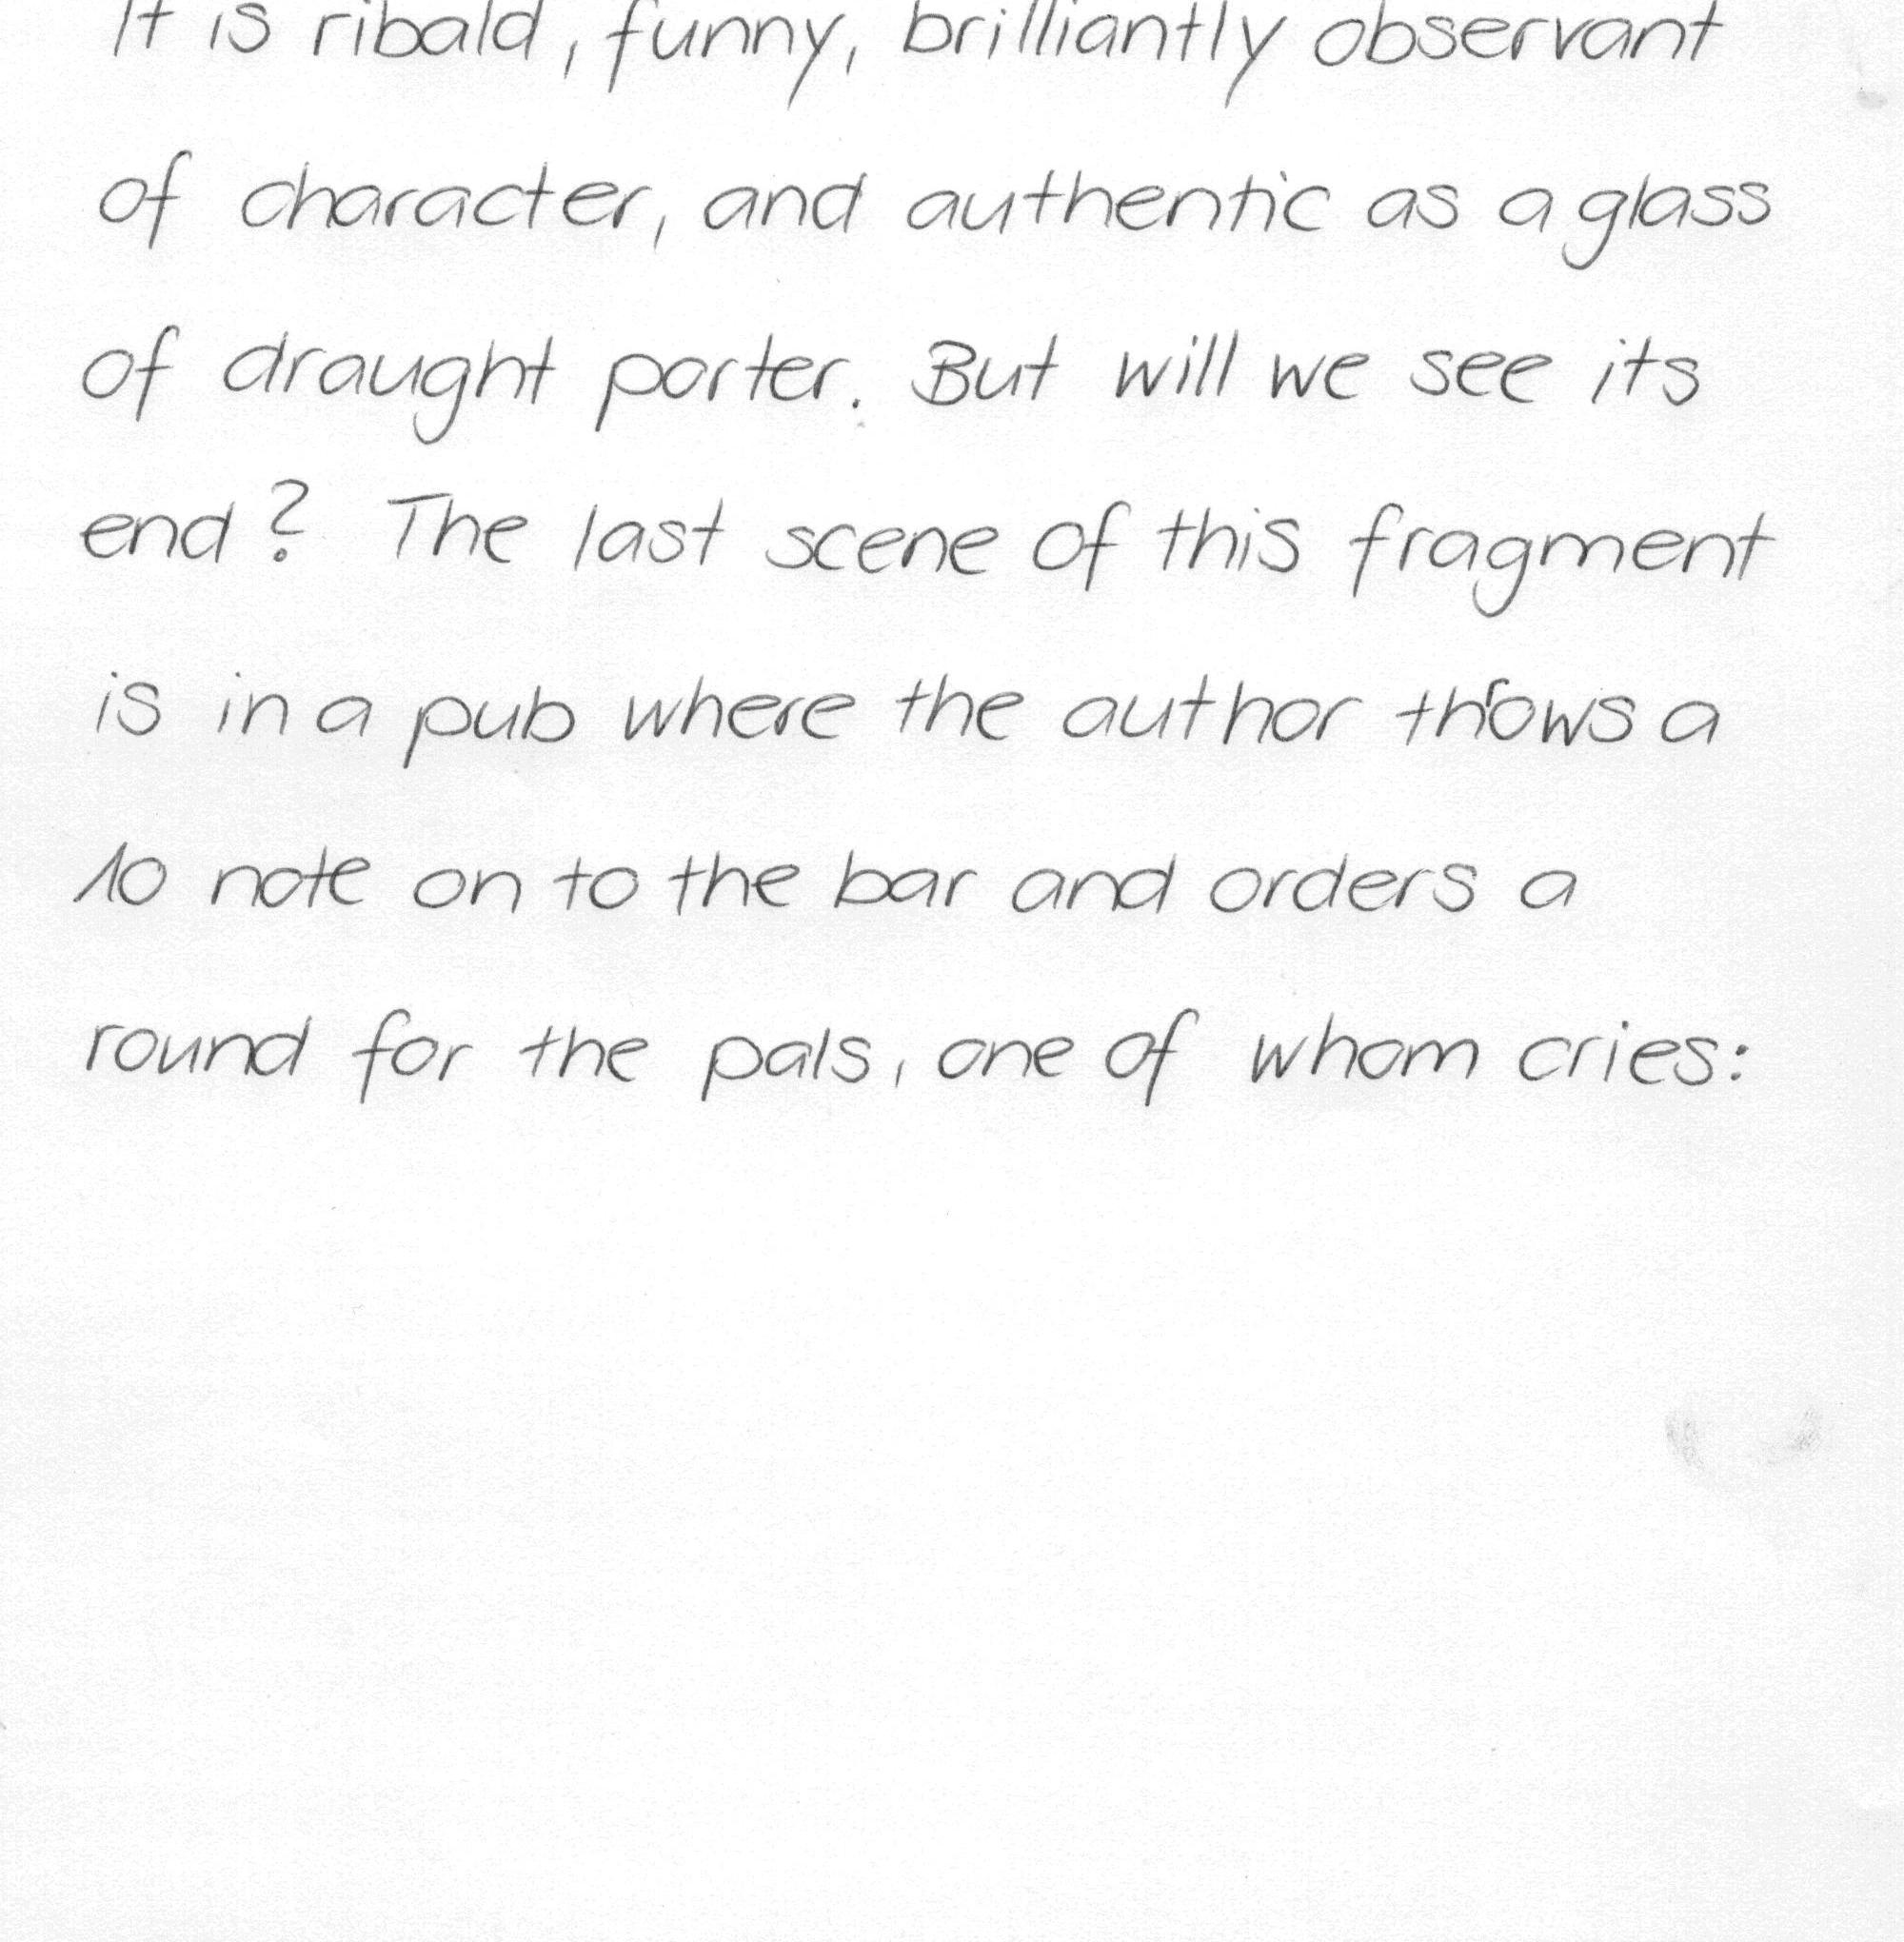 It is ribald, funny, brilliantly observant
of character, and authentic as a glass
of draught porter. But will we see its
end? The last scene of this fragment
is in a pub where the author throws a
10 note on to the bar and orders a
round for the pals, one of whom cries: